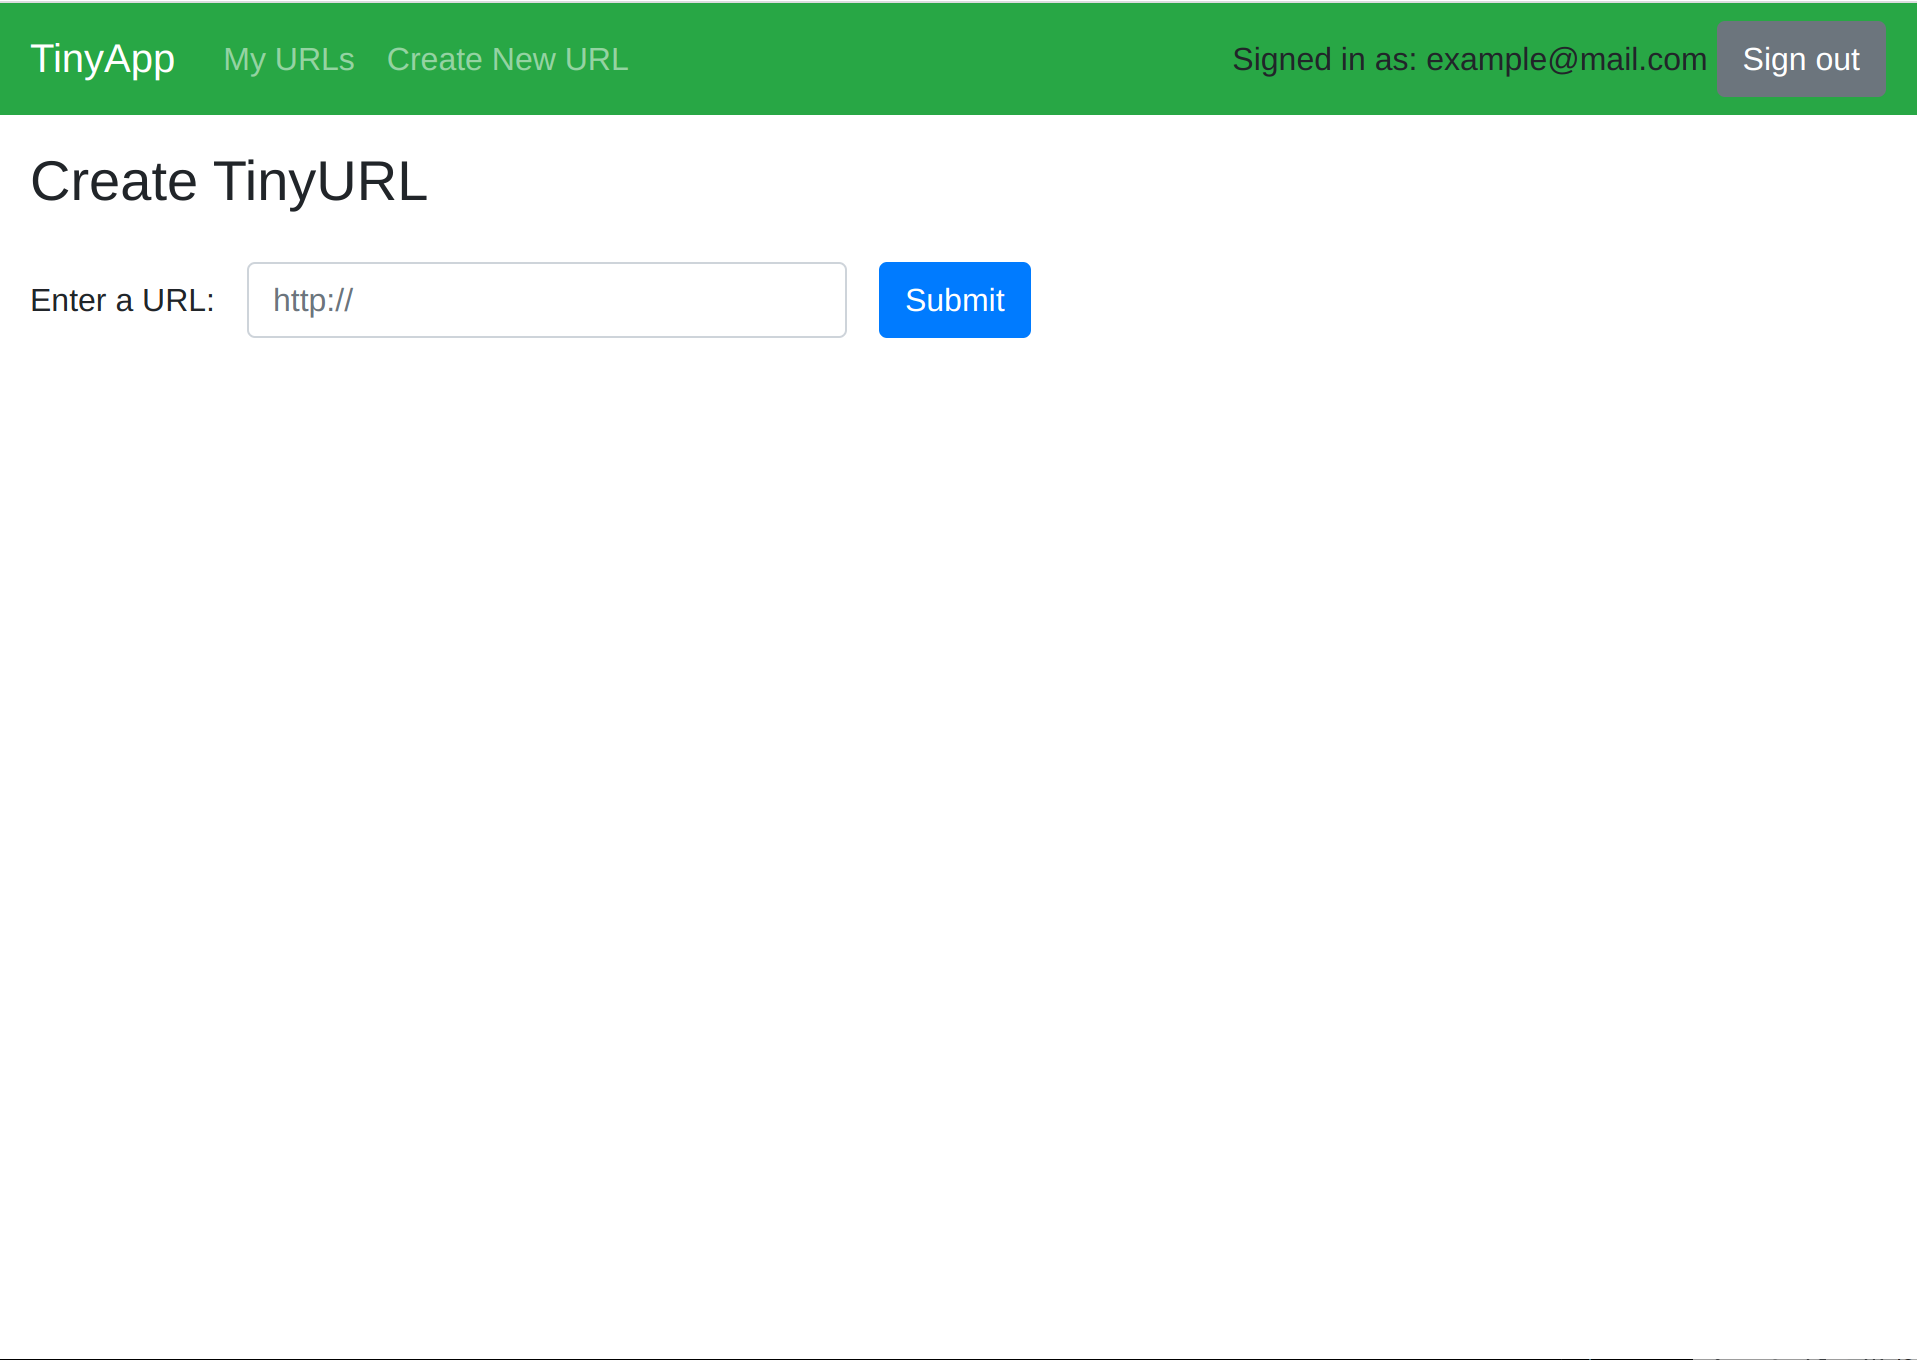 TinyApp My URLs Create New URL Signed in as: example@mail.com Sign out
Create TinyURL
Enter a URL: http:// Submit